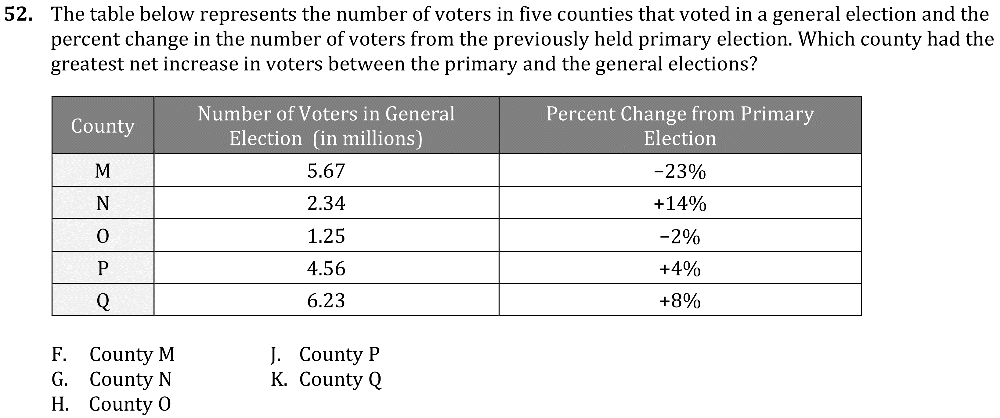 52. The table below represents the number of voters in five counties that voted in a general election and the
percent change in the number of voters from the previously held primary election. Which county had the
greatest net increase in voters between the primary and the general elections?
County
Number of Voters in General
Election (in millions)
Percent Change from Primary
Election
M 5.67 −23%
N 2.34 +14%
O 1.25 −2%
P 4.56 +4%
Q 6.23 +8%
F. County M
G. County N
H. County O
J. County P
K. County Q